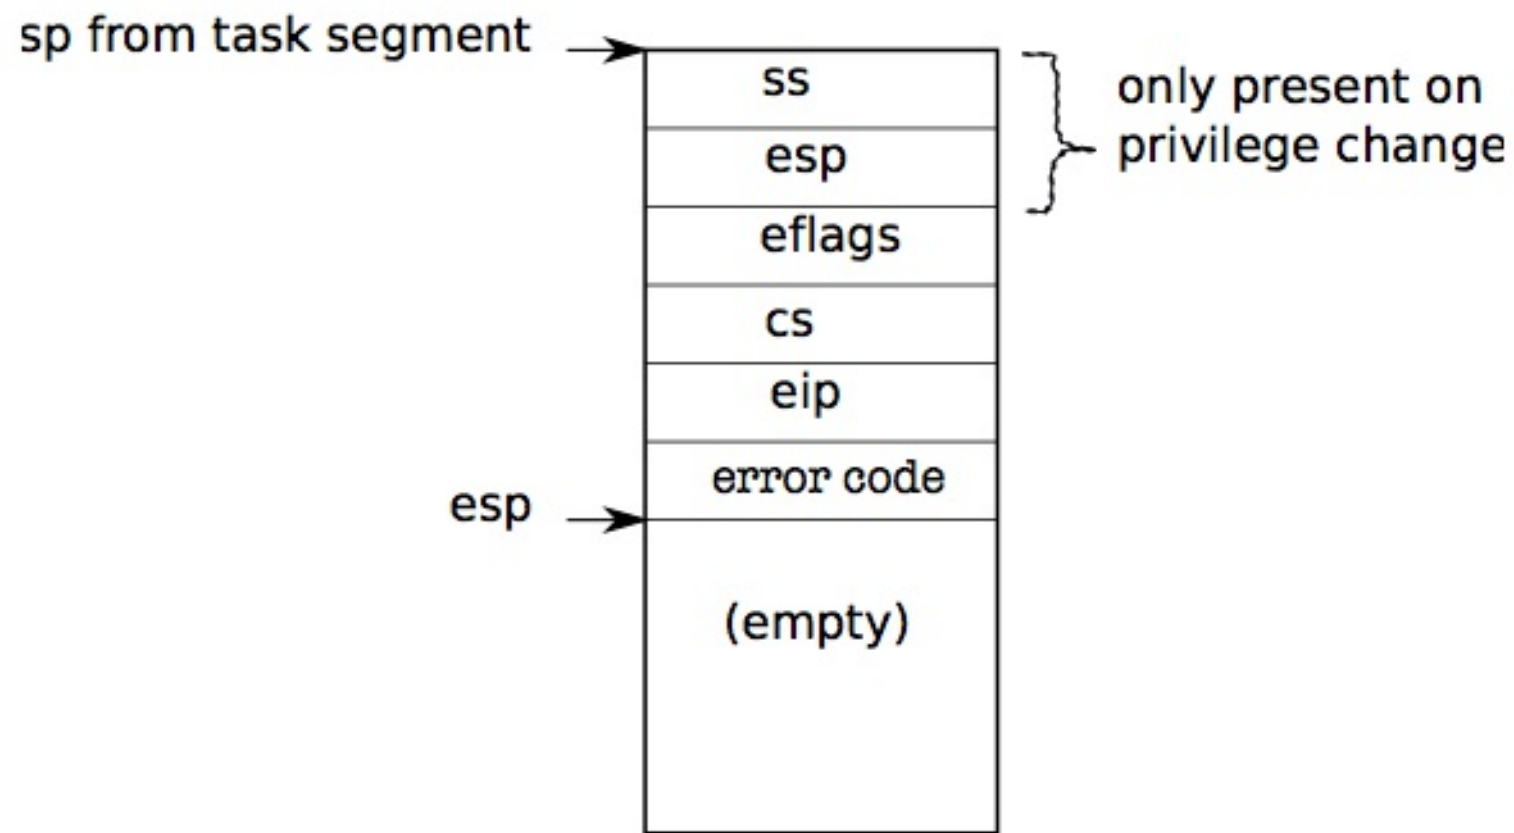 sp from task segment
ss
only present on
privilege change
esp
eflags
cs
eip
error code
esp
(empty)